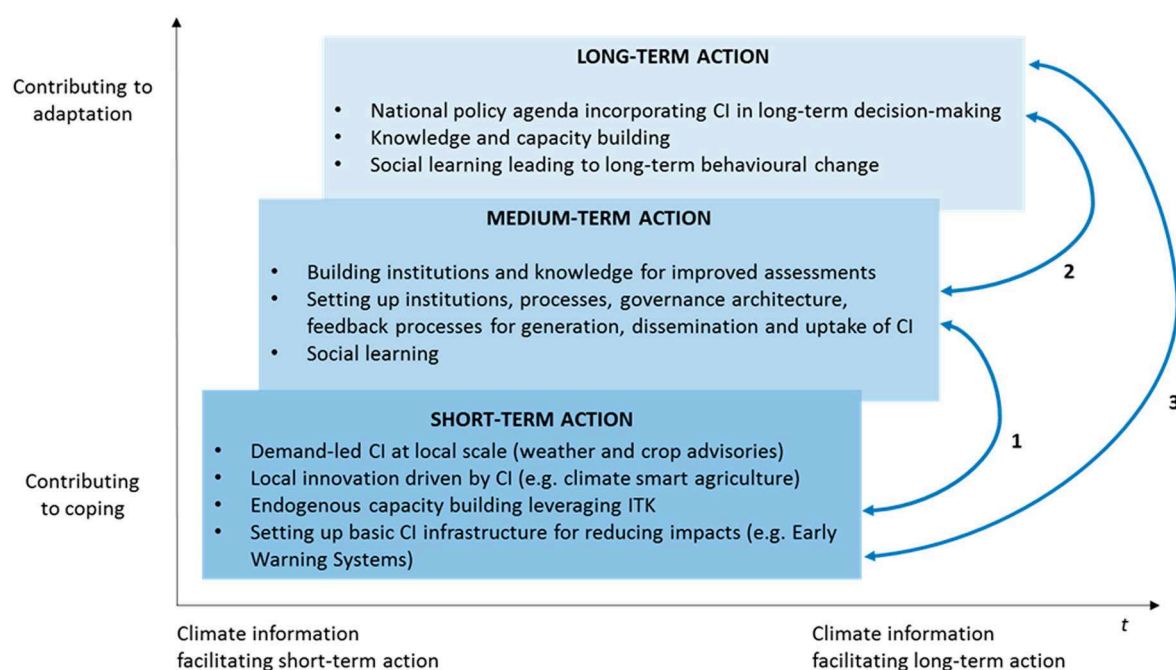 Contributing to
adaptation
LONG-TERM ACTION
• National policy agenda incorporating CI in long-term decision-making
• Knowledge and capacity building
• Social learning leading to long-term behavioural change
MEDIUM-TERM ACTION
• Building institutions and knowledge for improved assessments
• Setting up institutions, processes, governance architecture,
feedback processes for generation, dissemination and uptake of CI
• Social learning
2
Contributing
to coping
SHORT-TERM ACTION
• Demand-led CI at local scale (weather and crop advisories)
• Local innovation driven by CI (e.g. climate smart agriculture)
• Endogenous capacity building leveraging ITK
• Setting up basic CI infrastructure for reducing impacts (e.g. Early
Warning Systems)
1
3
t
Climate information
facilitating short-term action
Climate information
facilitating long-term action